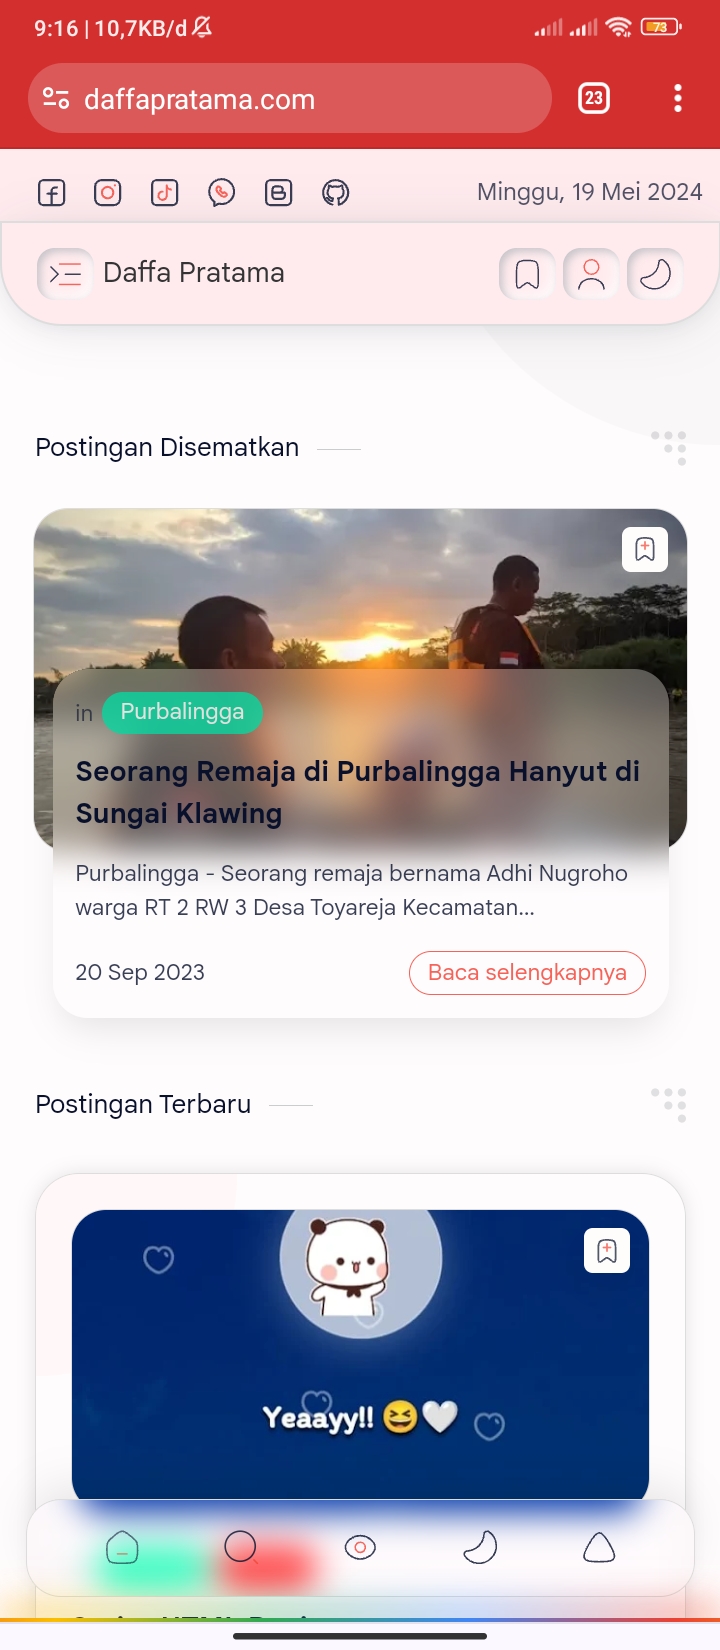 9:16 | 10,7KB/d
73
daffapratama.com
23
Minggu, 19 Mei 2024
Daffa Pratama
Postingan Disematkan
in Purbalingga
Seorang Remaja di Purbalingga Hanyut di
Sungai Klawing
Purbalingga - Seorang remaja bernama Adhi Nugroho
warga RT 2 RW 3 Desa Toyareja Kecamatan...
20 Sep 2023
Baca selengkapnya
Postingan Terbaru
Yeaayy!! 😆🤍